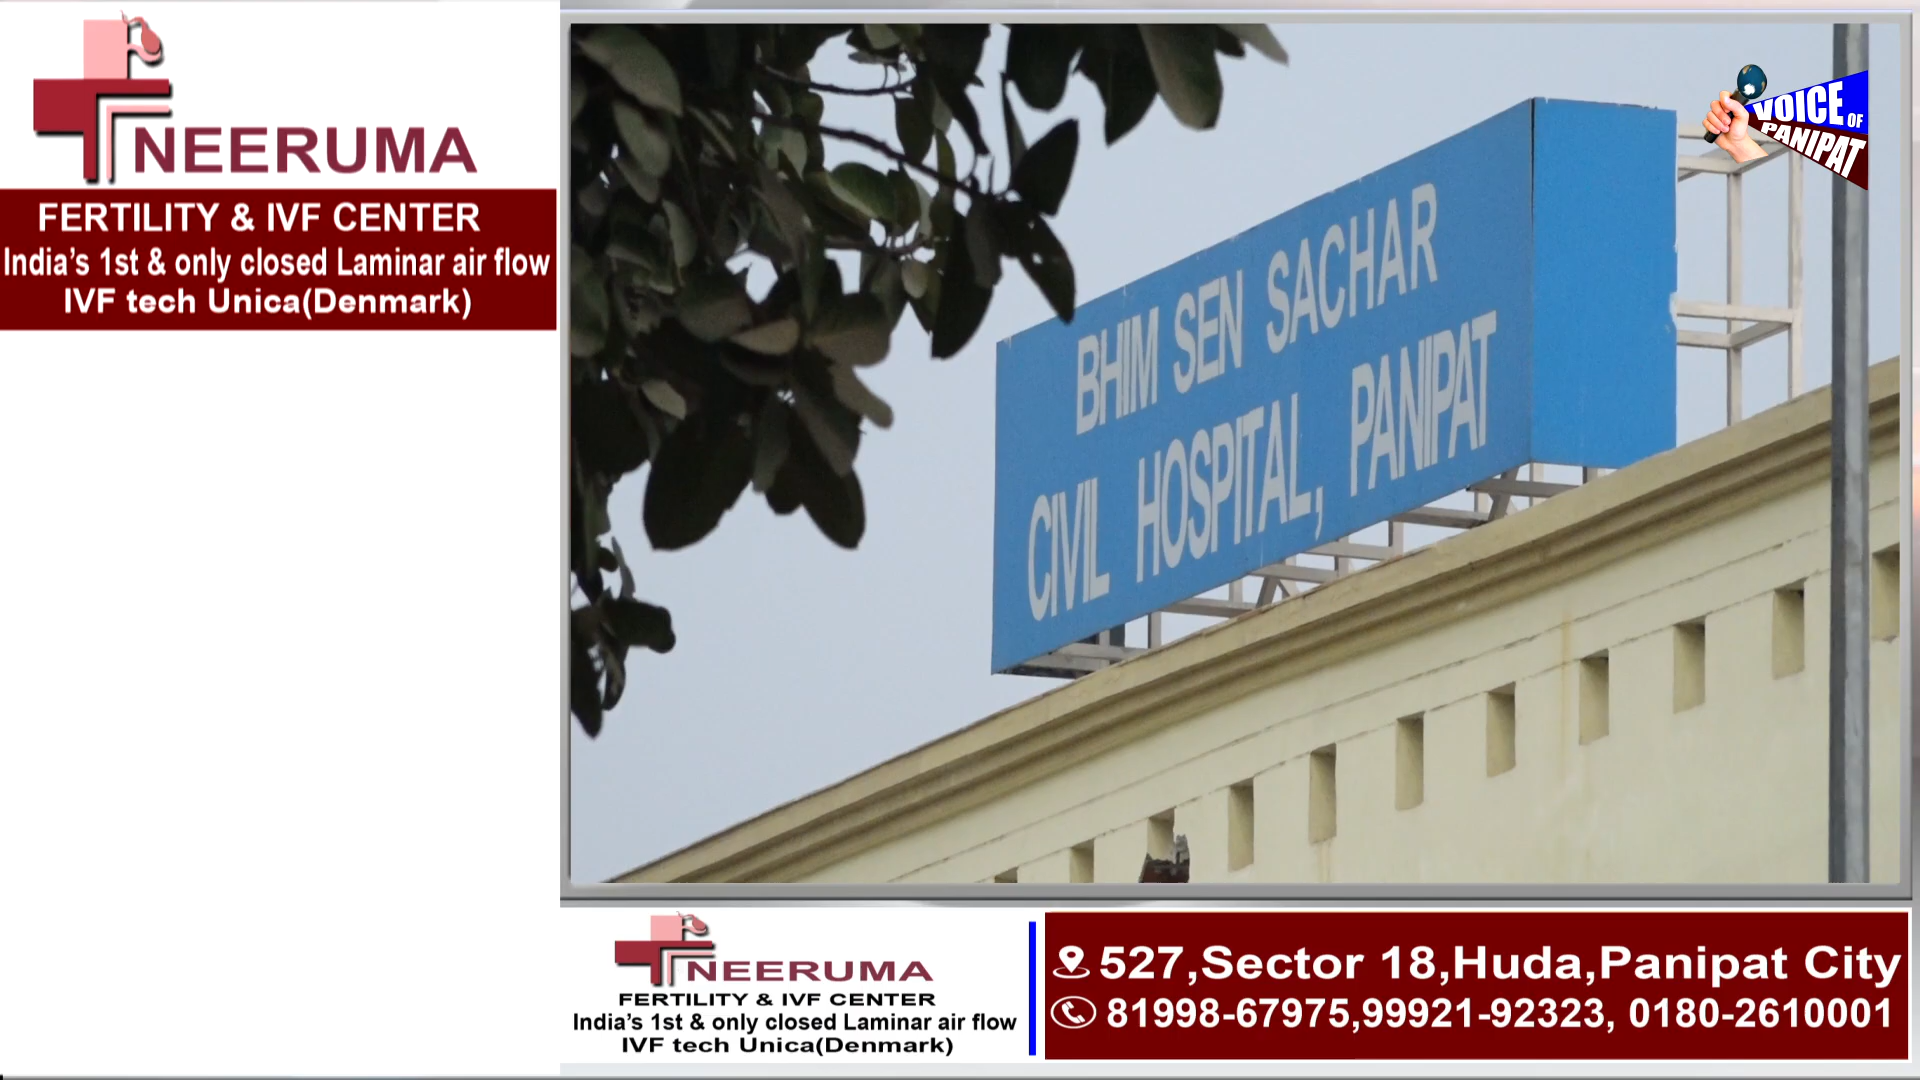 NEERUMA
FERTILITY & IVF CENTER
India's 1st & only closed Laminar air flow
IVF tech Unica(Denmark)
VOICE OF
PANIPAT
BHIM SEN SACHAR
CIVIL HOSPITAL, PANIPAT
NEERUMA
FERTILITY & IVF CENTER
India's 1st & only closed Laminar air flow
IVF tech Unica(Denmark)
527,Sector 18,Huda,Panipat City
81998-67975,99921-92323, 0180-2610001